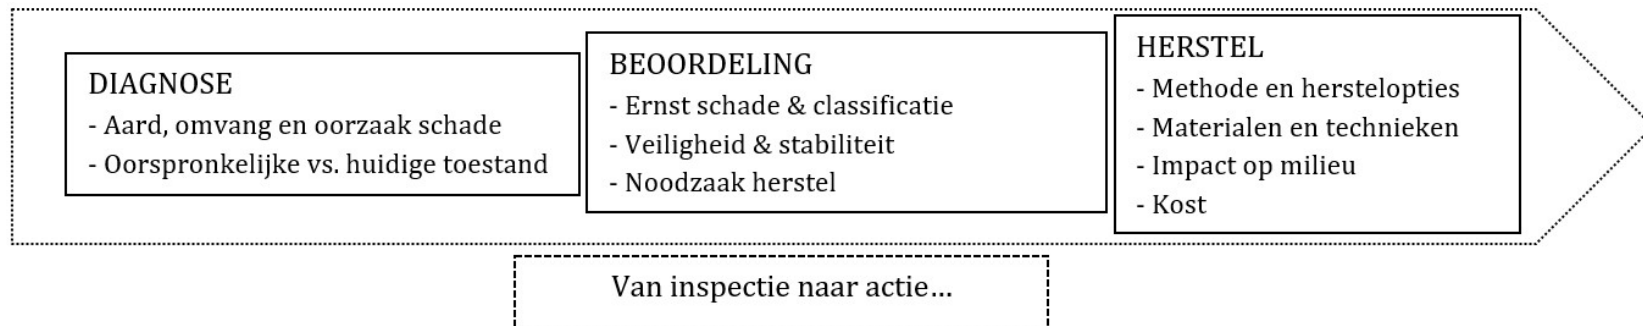 DIAGNOSE
- Aard, omvang en oorzaak schade
- Oorspronkelijke vs. huidige toestand
BEOORDELING
- Ernst schade & classificatie
- Veiligheid & stabiliteit
- Noodzaak herstel
HERSTEL
- Methode en herstelopties
- Materialen en technieken
- Impact op milieu
- Kost
Van inspectie naar actie…